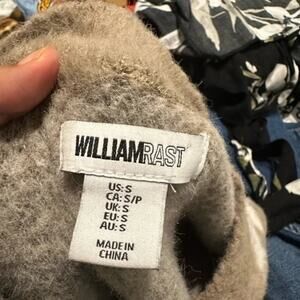 WILLIAMRAST
US:S
CA:S/P
UK:S
EU:S
AU:S
MADE IN
CHINA